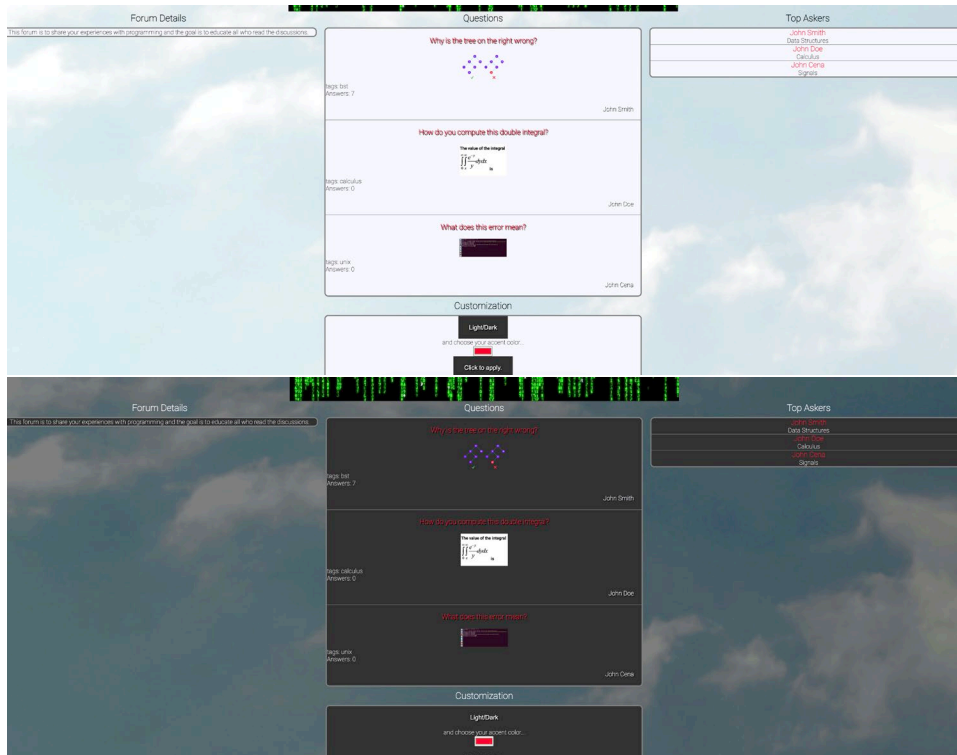 Forum Details
This forum is to share your experiences with programming and the goal is to educate all who read the discussions.
Questions
Why is the tree on the right wrong?
tags: bst
Answers: 7
John Smith
How do you compute this double integral?
The value of the integral
is
tags: calculus
Answers: 0
John Doe
What does this error mean?
tags: unix
Answers: 0
John Cena
Customization
Light/Dark
and choose your accent color...
Click to apply.
Top Askers
John Smith
Data Structures
John Doe
Calculus
John Cena
Signals
Forum Details
This forum is to share your experiences with programming and the goal is to educate all who read the discussions.
Questions
Why is the tree on the right wrong?
tags: bst
Answers: 7
John Smith
How do you compute this double integral?
The value of the integral
is
tags: calculus
Answers: 0
John Doe
What does this error mean?
tags: unix
Answers: 0
John Cena
Customization
Light/Dark
and choose your accent color...
Top Askers
John Smith
Data Structures
John Doe
Calculus
John Cena
Signals